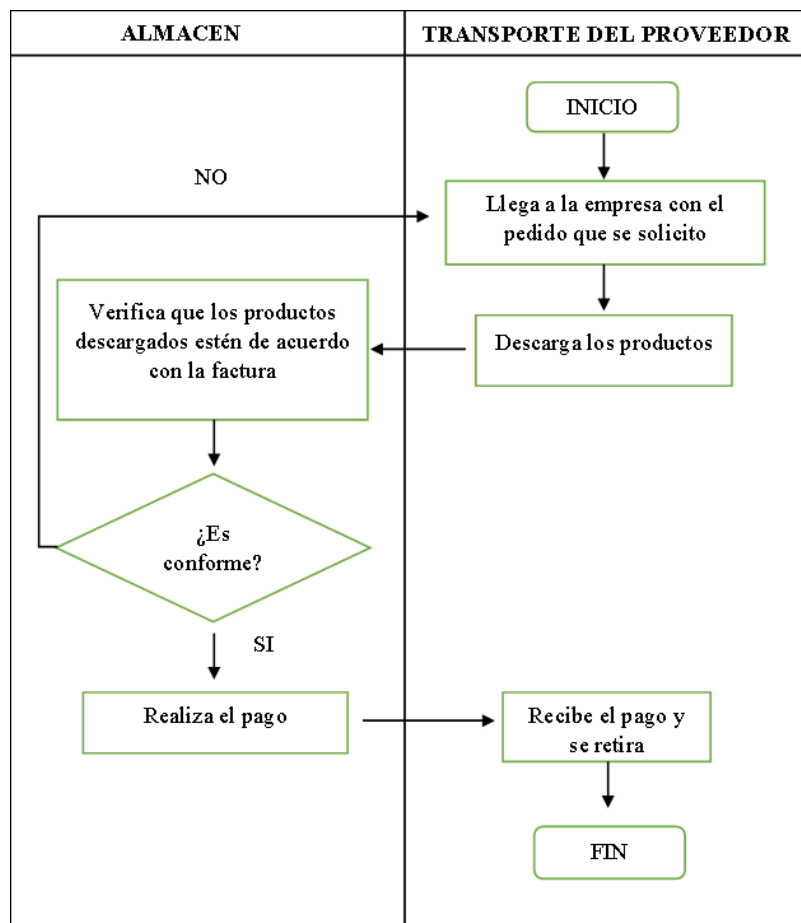 ALMACEN
TRANSPORTE DEL PROVEEDOR
INICIO
NO
Llega a la empresa con el
pedido que se solicito
Verifica que los productos
descargados estén de acuerdo
con la factura
Descarga los productos
¿Es
conforme?
SI
Realiza el pago
Recibe el pago y
se retira
FIN